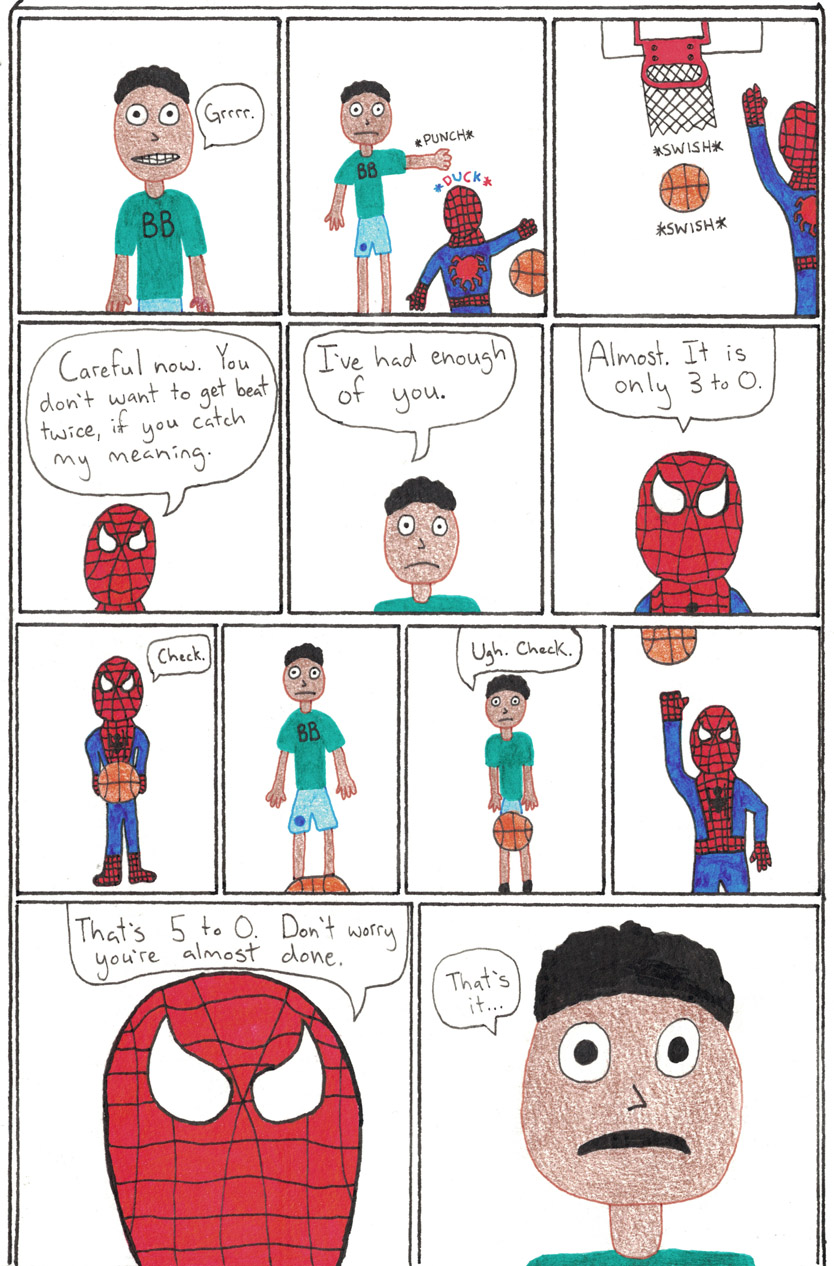 Grrrr.
BB
*PUNCH*
BB
*DUCK*
*SWISH*
*SWISH*
Careful now. You
don't want to get beat
twice, if you catch
my meaning.
I've had enough
of you.
Almost. It is
only 3 to 0.
Check.
BB
Ugh. Check.
That's 5 to 0. Don't worry
you're almost done.
That's
it...